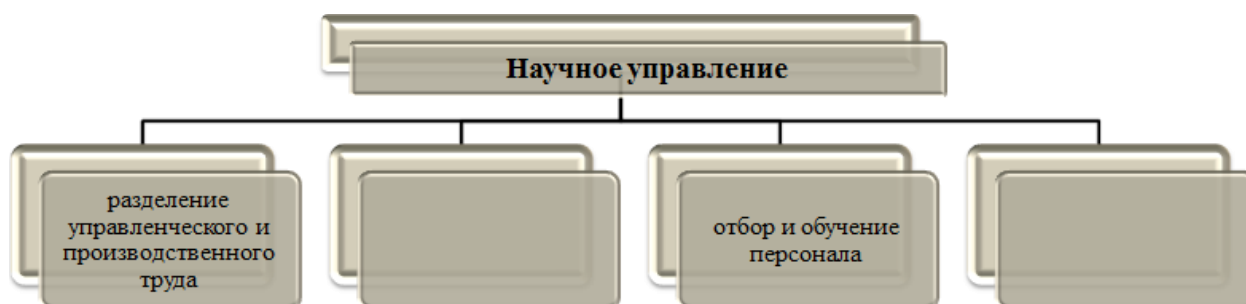 Научное управление
разделение
управленческого и
производственного
труда
отбор и обучение
персонала